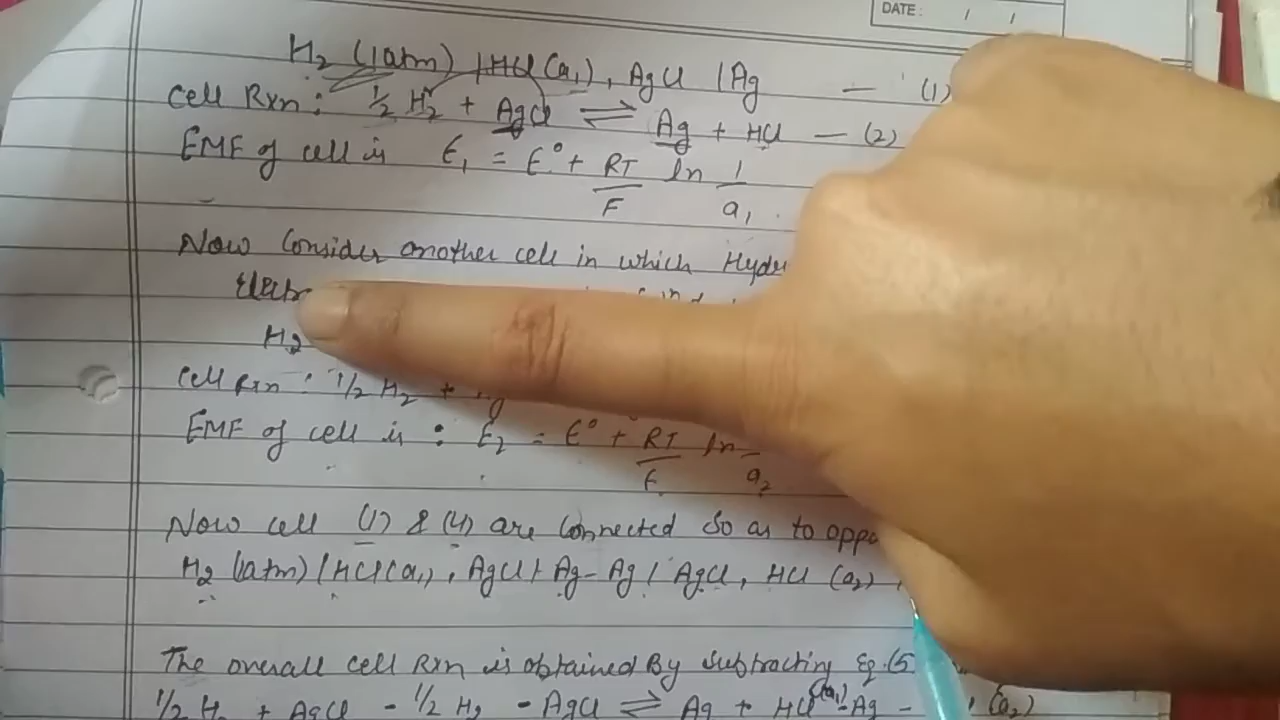 DATE: / /
H₂ (1atm) | HCl (a₁), AgCl | Ag — (1)
Cell Rxn: ½ H₂ + AgCl ⇌ Ag + HCl — (2)
EMF of cell is E₁ = E° + RT/F ln 1/a₁
Now Consider another cell in which
H₂
Cell Rxn: ½ H₂ +
EMF of cell is: E₂ = E° + RT/F ln /a₂
Now cell (1) & (4) are Connected So as to
H₂ (1atm) | HCl (a₁), AgCl | Ag - Ag | AgCl, HCl (a₂)
The overall cell Rxn is obtained By subtracting Eq. (5
½ H₂ + AgCl - ½ H₂ - AgCl ⇌ Ag + HCl (a₁) - Ag - (a₂)